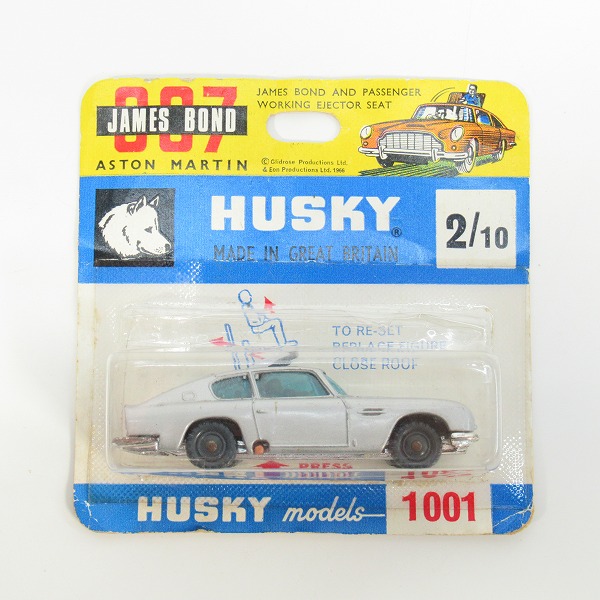 007
JAMES BOND
ASTON MARTIN
JAMES BOND AND PASSENGER
WORKING EJECTOR SEAT
© Glidrose Productions Ltd.
& Eon Productions Ltd. 1966
HUSKY®
MADE IN GREAT BRITAIN
2/10
TO RE-SET
REPLACE FIGURE
CLOSE ROOF
PRESS
HUSKY models
1001